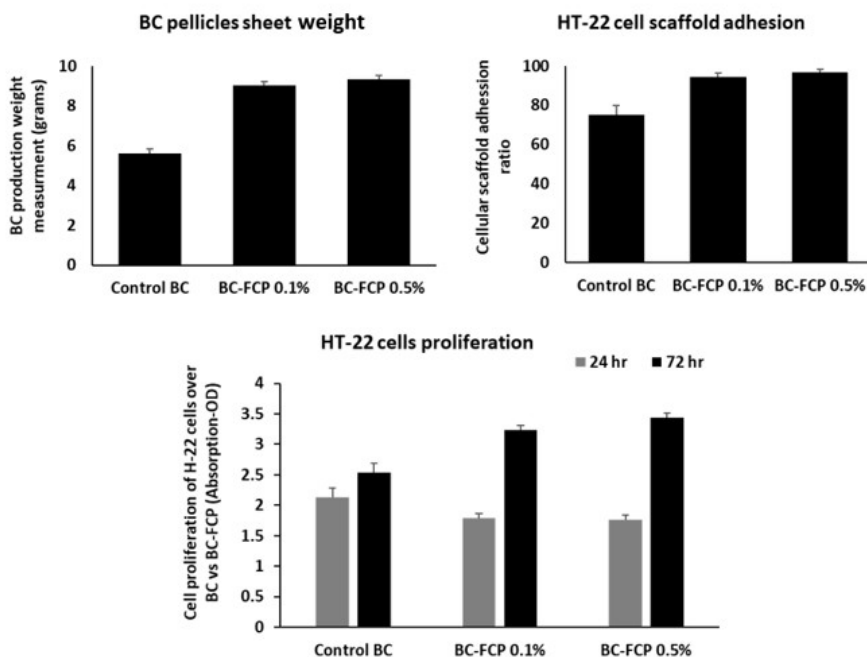 BC pellicles sheet weight
BC production weight
measurment (grams)
10
8
6
4
2
0
Control BC
BC-FCP 0.1%
BC-FCP 0.5%
HT-22 cell scaffold adhesion
Cellular scaffold adhession
ratio
100
80
60
40
20
0
Control BC
BC-FCP 0.1%
BC-FCP 0.5%
HT-22 cells proliferation
24 hr
72 hr
Cell proliferation of H-22 cells over
BC vs BC-FCP (Absorption-OD)
4
3.5
3
2.5
2
1.5
1
0.5
0
Control BC
BC-FCP 0.1%
BC-FCP 0.5%